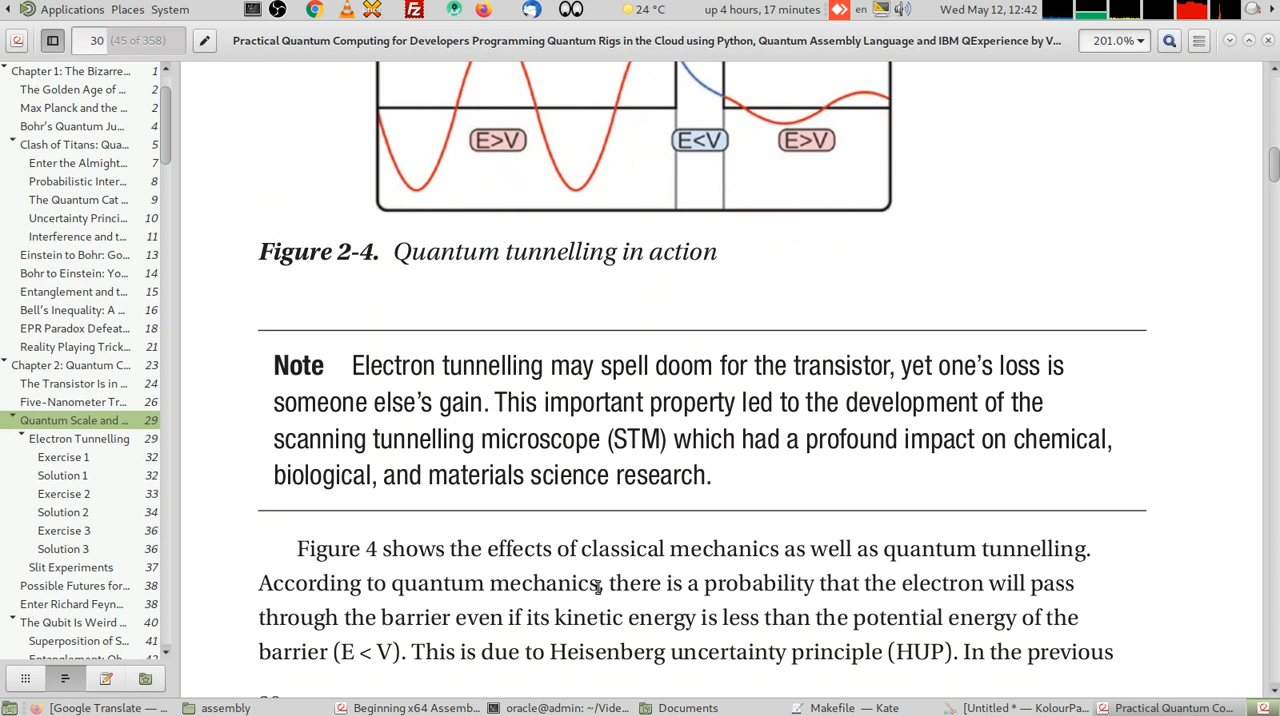 Applications Places System
24 °C
up 4 hours, 17 minutes
en
Wed May 12, 12:42
30 (45 of 358)
Practical Quantum Computing for Developers Programming Quantum Rigs in the Cloud using Python, Quantum Assembly Language and IBM QExperience by V...
201.0%
Chapter 1: The Bizarre... 1
The Golden Age of ... 2
Max Planck and the ... 2
Bohr's Quantum Ju... 4
Clash of Titans: Qua... 5
Enter the Almight... 7
Probabilistic Inter... 8
The Quantum Cat ... 9
Uncertainty Princi... 10
Interference and t... 11
Einstein to Bohr: Go... 13
Bohr to Einstein: Yo... 14
Entanglement and t... 15
Bell's Inequality: A ... 16
EPR Paradox Defeat... 18
Reality Playing Trick... 21
Chapter 2: Quantum C... 23
The Transistor Is in ... 24
Five-Nanometer Tr... 26
Quantum Scale and ... 29
Electron Tunnelling 29
Exercise 1 32
Solution 1 32
Exercise 2 33
Solution 2 34
Exercise 3 36
Solution 3 36
Slit Experiments 37
Possible Futures for... 38
Enter Richard Feyn... 38
The Qubit Is Weird ... 40
Superposition of S... 41
E>V E<V E>V
Figure 2-4. Quantum tunnelling in action
Note Electron tunnelling may spell doom for the transistor, yet one's loss is
someone else's gain. This important property led to the development of the
scanning tunnelling microscope (STM) which had a profound impact on chemical,
biological, and materials science research.
Figure 4 shows the effects of classical mechanics as well as quantum tunnelling.
According to quantum mechanics, there is a probability that the electron will pass
through the barrier even if its kinetic energy is less than the potential energy of the
barrier (E < V). This is due to Heisenberg uncertainty principle (HUP). In the previous
[Google Translate — ...
assembly
Beginning x64 Assemb...
oracle@admin: ~/Vide...
Documents
Makefile — Kate
[Untitled * — KolourPa...
Practical Quantum Co...